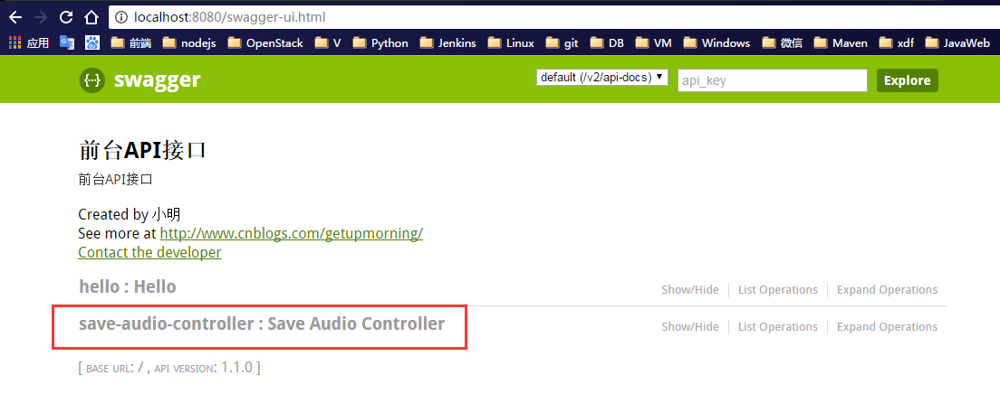 localhost:8080/swagger-ui.html
应用 前端 nodejs OpenStack V Python Jenkins Linux git DB VM Windows 微信 Maven xdf JavaWeb
{··} swagger default (/v2/api-docs) api_key Explore
前台API接口
前台API接口
Created by 小明
See more at http://www.cnblogs.com/getupmorning/
Contact the developer
hello : Hello Show/Hide List Operations Expand Operations
save-audio-controller : Save Audio Controller Show/Hide List Operations Expand Operations
[ BASE URL: / , API VERSION: 1.1.0 ]